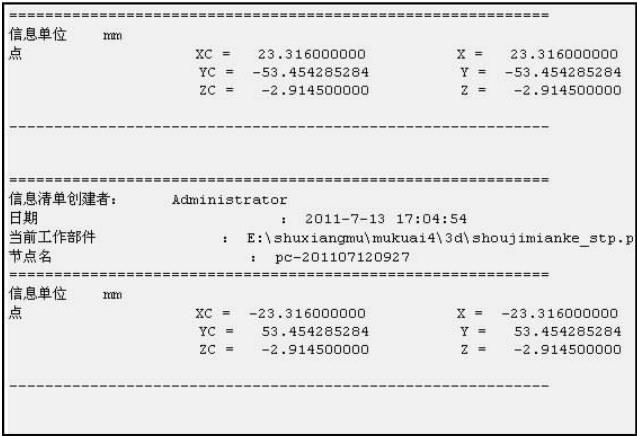 ============================================================
信息单位 mm
点 XC = 23.316000000 X = 23.316000000
YC = -53.454285284 Y = -53.454285284
ZC = -2.914500000 Z = -2.914500000
------------------------------------------------------------
============================================================
信息清单创建者: Administrator
日期 : 2011-7-13 17:04:54
当前工作部件 : E:\shuxiangmu\mukuai4\3d\shoujimianke_stp.p
节点名 : pc-201107120927
============================================================
信息单位 mm
点 XC = -23.316000000 X = -23.316000000
YC = 53.454285284 Y = 53.454285284
ZC = -2.914500000 Z = -2.914500000
------------------------------------------------------------